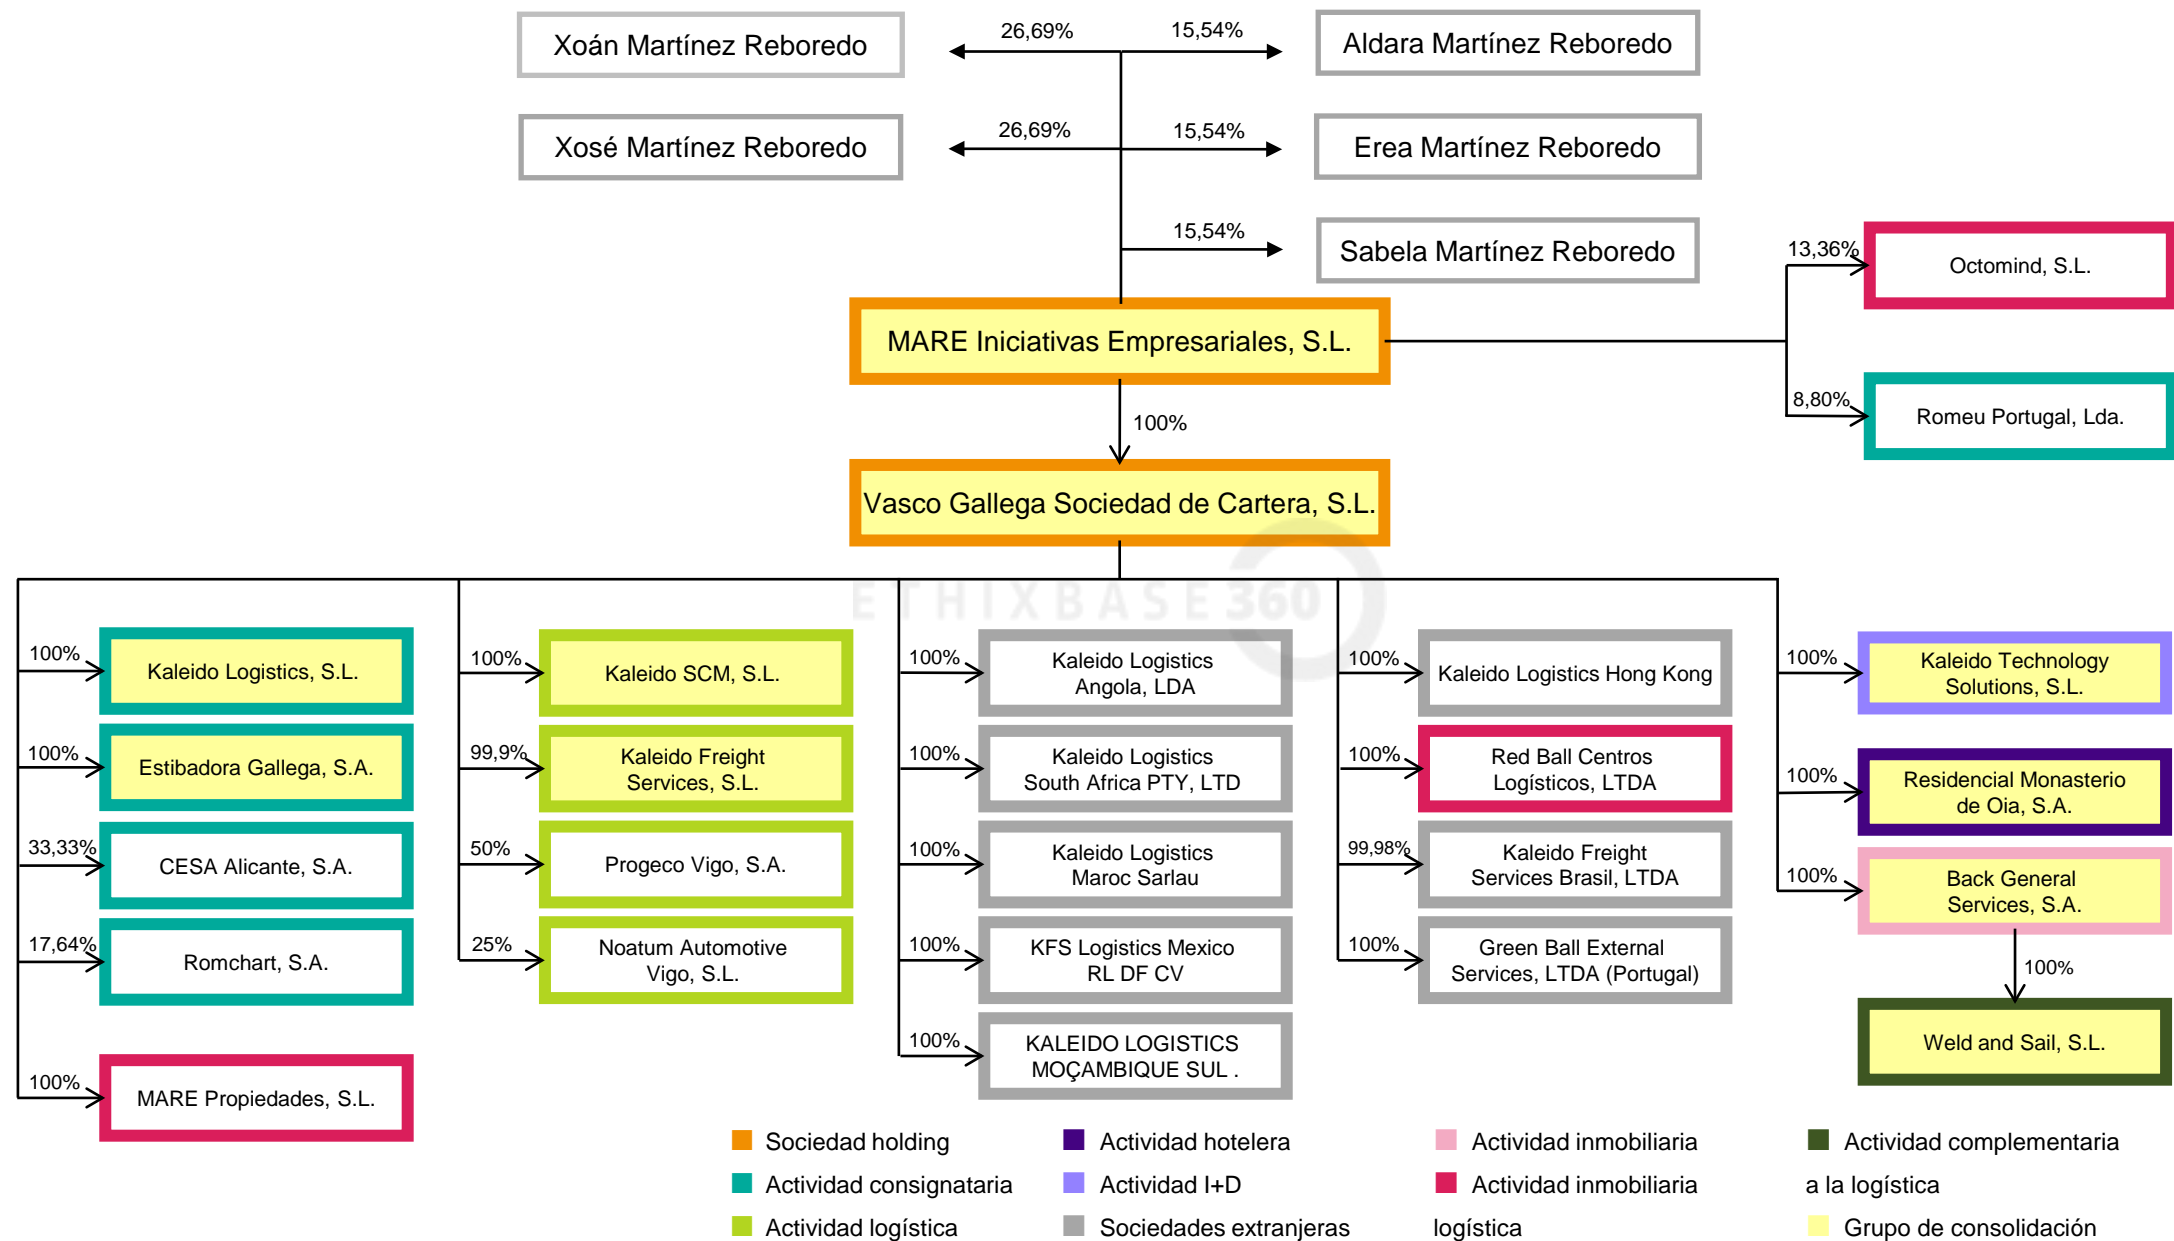 26,69%
15,54%
Xoán Martínez Reboredo
Aldara Martínez Reboredo
26,69%
15,54%
Xosé Martínez Reboredo
Erea Martínez Reboredo
15,54%
Sabela Martínez Reboredo
13,36%
Octomind, S.L.
MARE Iniciativas Empresariales, S.L.
8,80%
Romeu Portugal, Lda.
100%
Vasco Gallega Sociedad de Cartera, S.L.
ETHIXBASE 360
100%
Kaleido Logistics, S.L.
100%
Estibadora Gallega, S.A.
33,33%
CESA Alicante, S.A.
17,64%
Romchart, S.A.
100%
MARE Propiedades, S.L.
100%
Kaleido SCM, S.L.
99,9%
Kaleido Freight
Services, S.L.
50%
Progeco Vigo, S.A.
25%
Noatum Automotive
Vigo, S.L.
100%
Kaleido Logistics
Angola, LDA
100%
Kaleido Logistics
South Africa PTY, LTD
100%
Kaleido Logistics
Maroc Sarlau
100%
KFS Logistics Mexico
RL DF CV
100%
KALEIDO LOGISTICS
MOÇAMBIQUE SUL .
100%
Kaleido Logistics Hong Kong
100%
Red Ball Centros
Logísticos, LTDA
99,98%
Kaleido Freight
Services Brasil, LTDA
100%
Green Ball External
Services, LTDA (Portugal)
100%
Kaleido Technology
Solutions, S.L.
100%
Residencial Monasterio
de Oia, S.A.
100%
Back General
Services, S.A.
100%
Weld and Sail, S.L.
Sociedad holding
Actividad consignataria
Actividad logística
Actividad hotelera
Actividad I+D
Sociedades extranjeras
Actividad inmobiliaria
Actividad inmobiliaria
logística
Actividad complementaria
a la logística
Grupo de consolidación